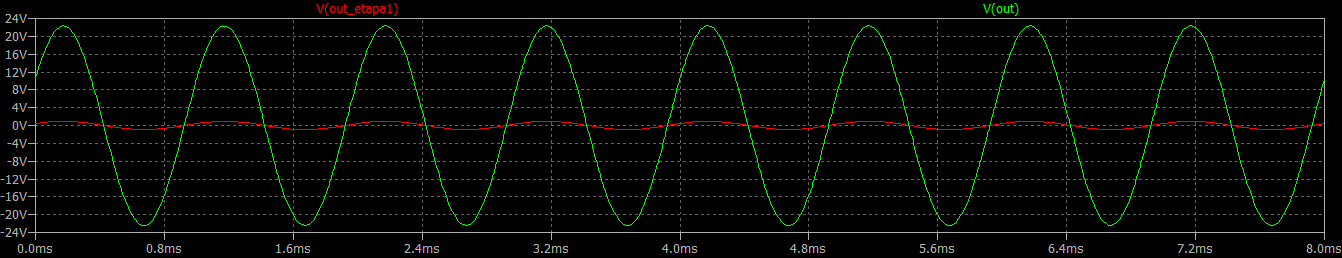 V(out_etapa1) V(out)
24V
20V
16V
12V
8V
4V
0V
-4V
-8V
-12V
-16V
-20V
-24V
0.0ms 0.8ms 1.6ms 2.4ms 3.2ms 4.0ms 4.8ms 5.6ms 6.4ms 7.2ms 8.0ms